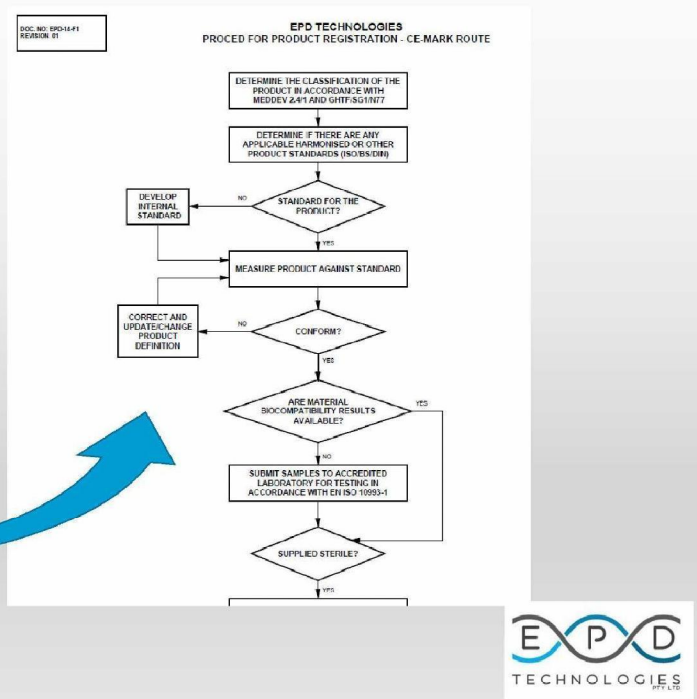 DOC. NO: EPD-14-F1
REVISION 01
EPD TECHNOLOGIES
PROCED FOR PRODUCT REGISTRATION - CE-MARK ROUTE
DETERMINE THE CLASSIFICATION OF THE
PRODUCT IN ACCORDANCE WITH
MEDDEV 2.4/1 AND GHTF/SG1/N77
DETERMINE IF THERE ARE ANY
APPLICABLE HARMONISED OR OTHER
PRODUCT STANDARDS (ISO/BS/DIN)
STANDARD FOR THE
PRODUCT?
NO
DEVELOP
INTERNAL
STANDARD
YES
MEASURE PRODUCT AGAINST STANDARD
CONFORM?
NO
CORRECT AND
UPDATE/CHANGE
PRODUCT
DEFINITION
YES
ARE MATERIAL
BIOCOMPATIBILITY RESULTS
AVAILABLE?
YES
NO
SUBMIT SAMPLES TO ACCREDITED
LABORATORY FOR TESTING IN
ACCORDANCE WITH EN ISO 10993-1
SUPPLIED STERILE?
YES
EPD
TECHNOLOGIES
PTY LTD